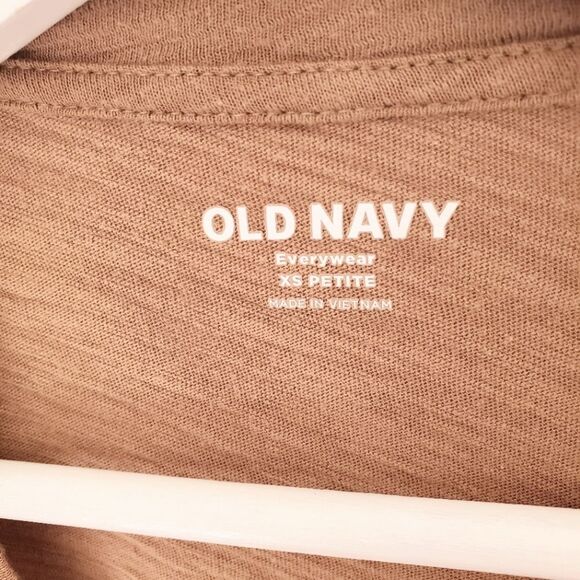 OLD NAVY
Everywear
XS PETITE
MADE IN VIETNAM